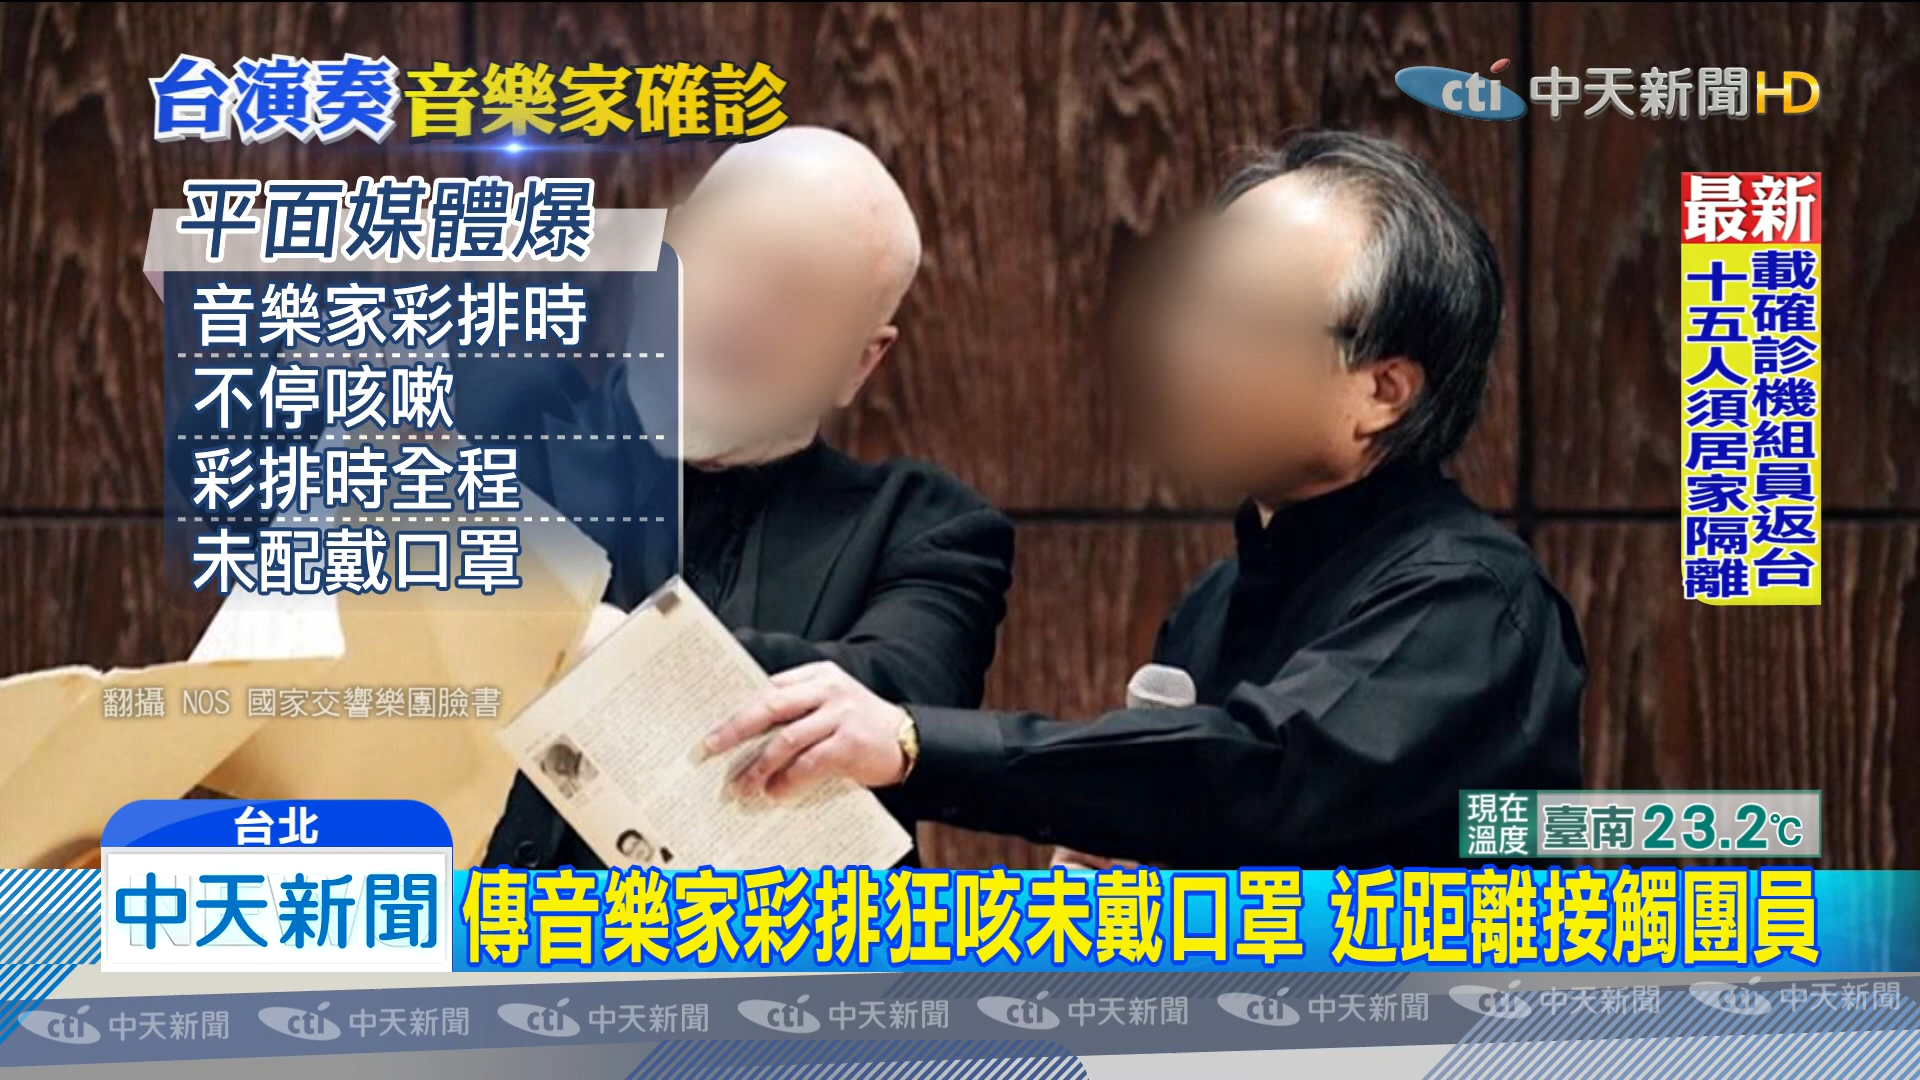 台演奏音樂家確診
cti 中天新聞HD
平面媒體爆
音樂家彩排時
不停咳嗽
彩排時全程
未配戴口罩
最新
載確診機組員返台
十五人須居家隔離
翻攝 NOS 國家交響樂團臉書
現在溫度
臺南23.2℃
台北
中天新聞
傳音樂家彩排狂咳未戴口罩 近距離接觸團員
cti 中天新聞 cti 中天新聞 cti 中天新聞 cti 中天新聞 cti 中天新聞 cti 中天新聞 cti 中天新聞 cti 中天新聞